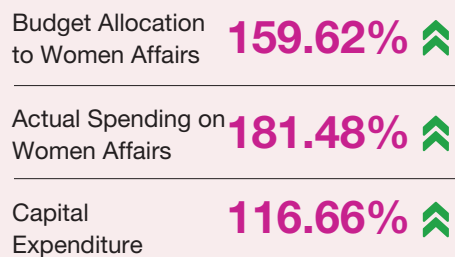 Budget Allocation
to Women Affairs
159.62%
Actual Spending on
Women Affairs
181.48%
Capital
Expenditure
116.66%